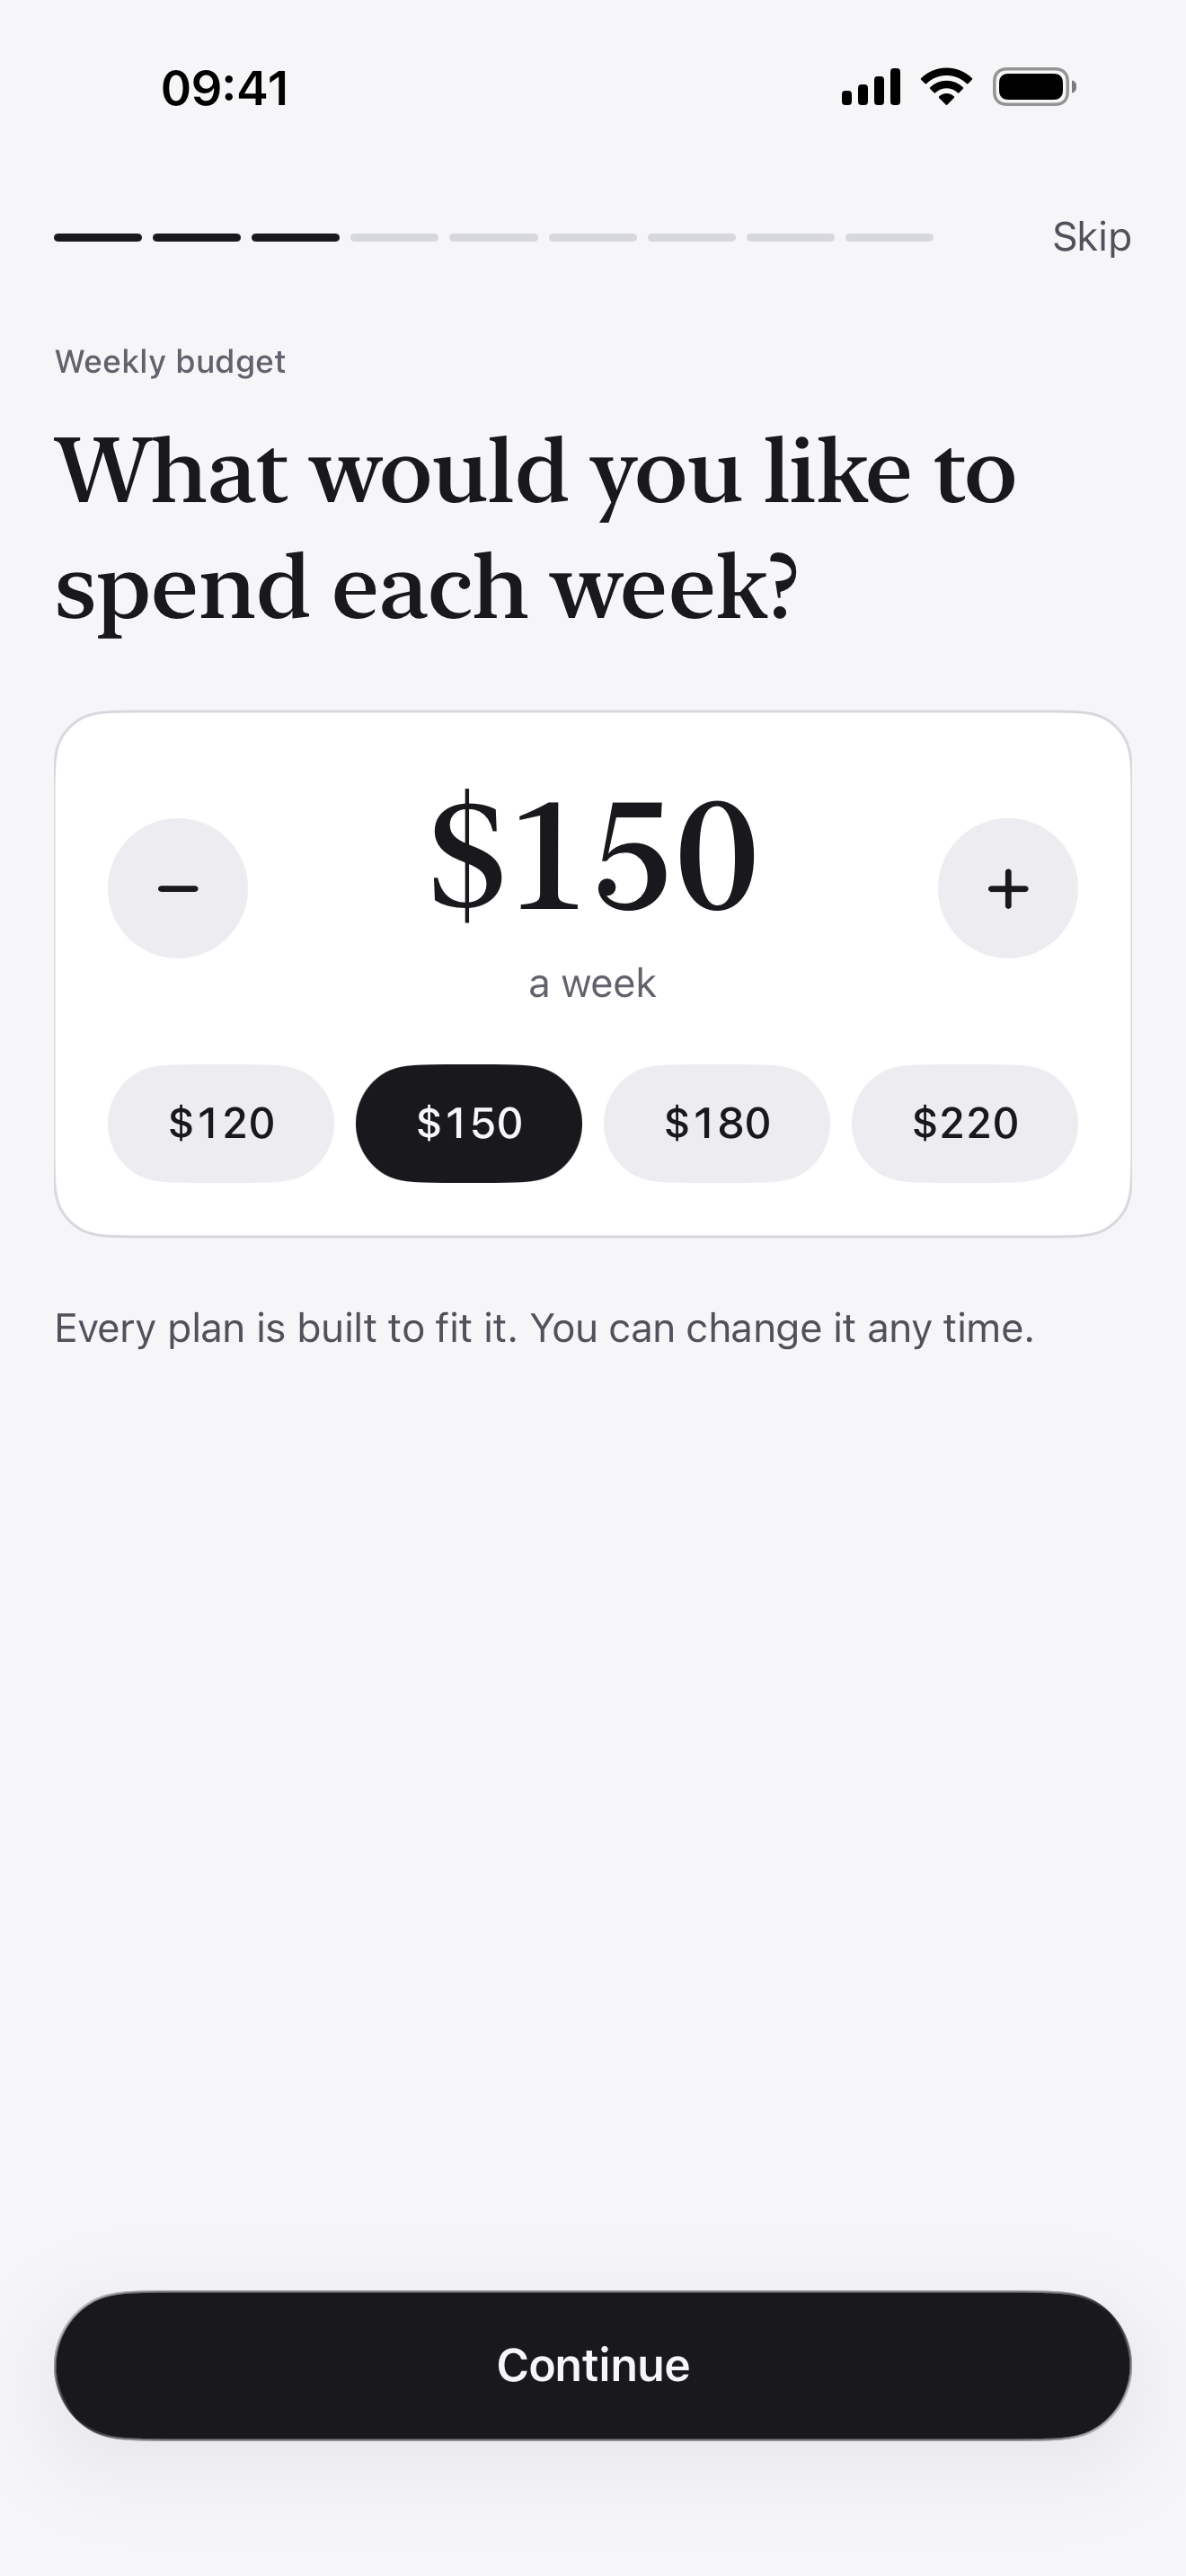 09:41
Skip
Weekly budget
What would you like to
spend each week?
$150
a week
$120 $150 $180 $220
Every plan is built to fit it. You can change it any time.
Continue